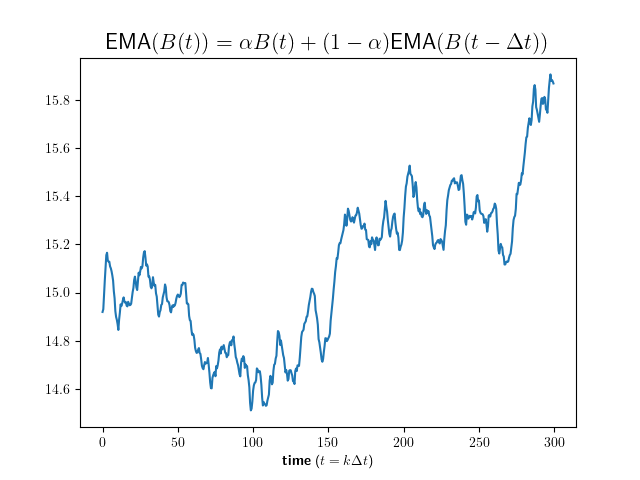 EMA(B(t)) = αB(t) + (1 − α)EMA(B(t − Δt))
15.8
15.6
15.4
15.2
15.0
14.8
14.6
0 50 100 150 200 250 300
time (t = kΔt)